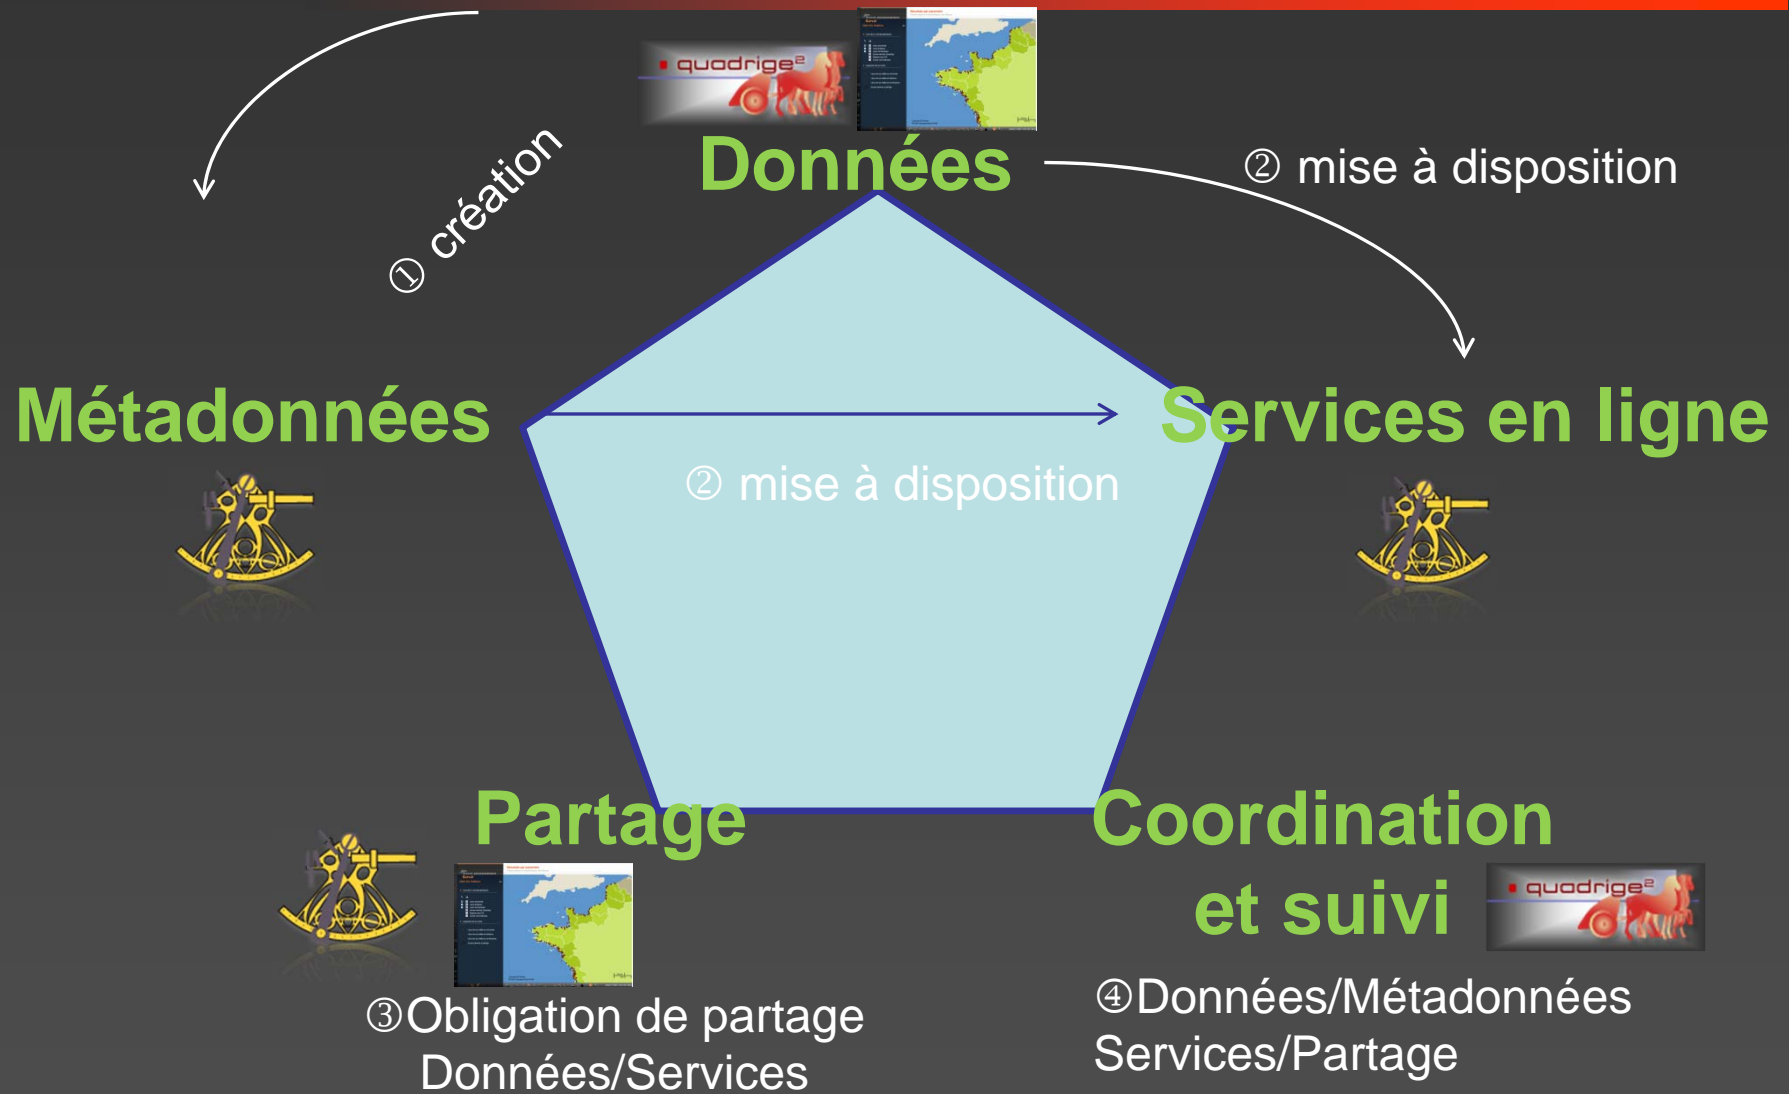 quadrige²
Données
① création
② mise à disposition
Métadonnées
Services en ligne
② mise à disposition
Partage
Coordination
et suivi
quadrige²
③Obligation de partage
Données/Services
④Données/Métadonnées
Services/Partage